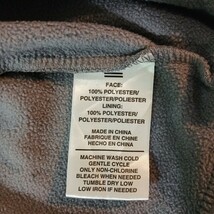 FACE:
100% POLYESTER/
POLYESTER/POLIESTER
LINING:
100% POLYESTER/
POLYESTER/POLIESTER
MADE IN CHINA
FABRIQUE EN CHINE
HECHO EN CHINA
MACHINE WASH COLD
GENTLE CYCLE
ONLY NON-CHLORINE
BLEACH WHEN NEEDED
TUMBLE DRY LOW
LOW IRON IF NEEDED